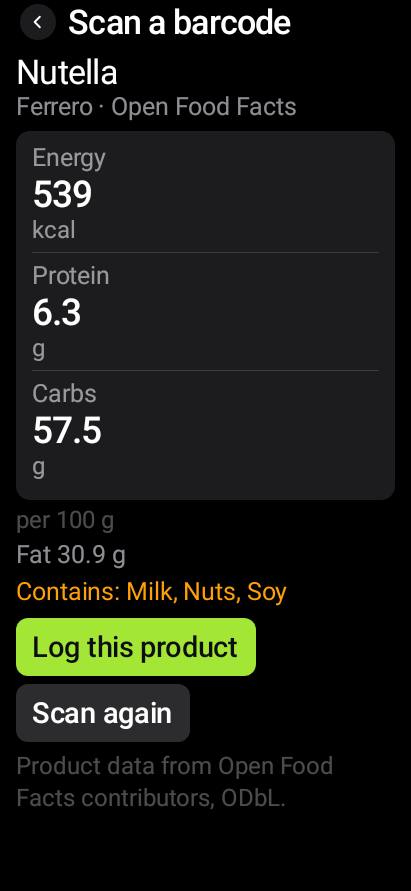 Scan a barcode
Nutella
Ferrero · Open Food Facts
Energy
539
kcal
Protein
6.3
g
Carbs
57.5
g
per 100 g
Fat 30.9 g
Contains: Milk, Nuts, Soy
Log this product
Scan again
Product data from Open Food
Facts contributors, ODbL.